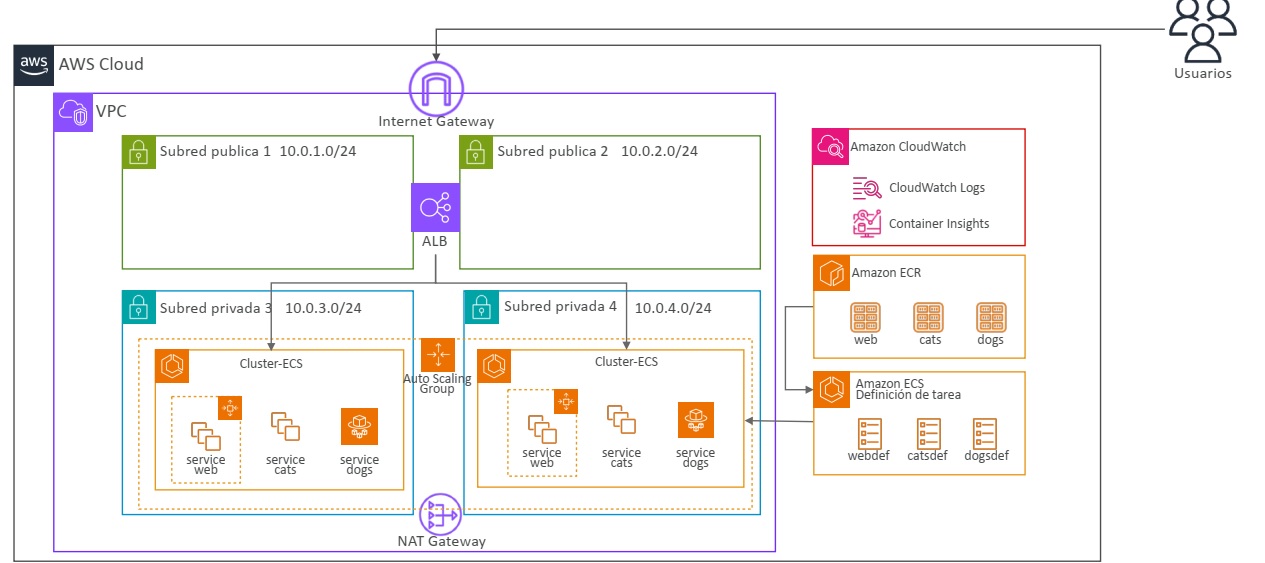 Usuarios
aws
AWS Cloud
VPC
Internet Gateway
Subred publica 1 10.0.1.0/24
Subred publica 2 10.0.2.0/24
ALB
Amazon CloudWatch
CloudWatch Logs
Container Insights
Amazon ECR
web
cats
dogs
Subred privada 3 10.0.3.0/24
Subred privada 4 10.0.4.0/24
Cluster-ECS
Cluster-ECS
Auto Scaling
Group
service
web
service
cats
service
dogs
service
web
service
cats
service
dogs
Amazon ECS
Definición de tarea
webdef
catsdef
dogsdef
NAT Gateway